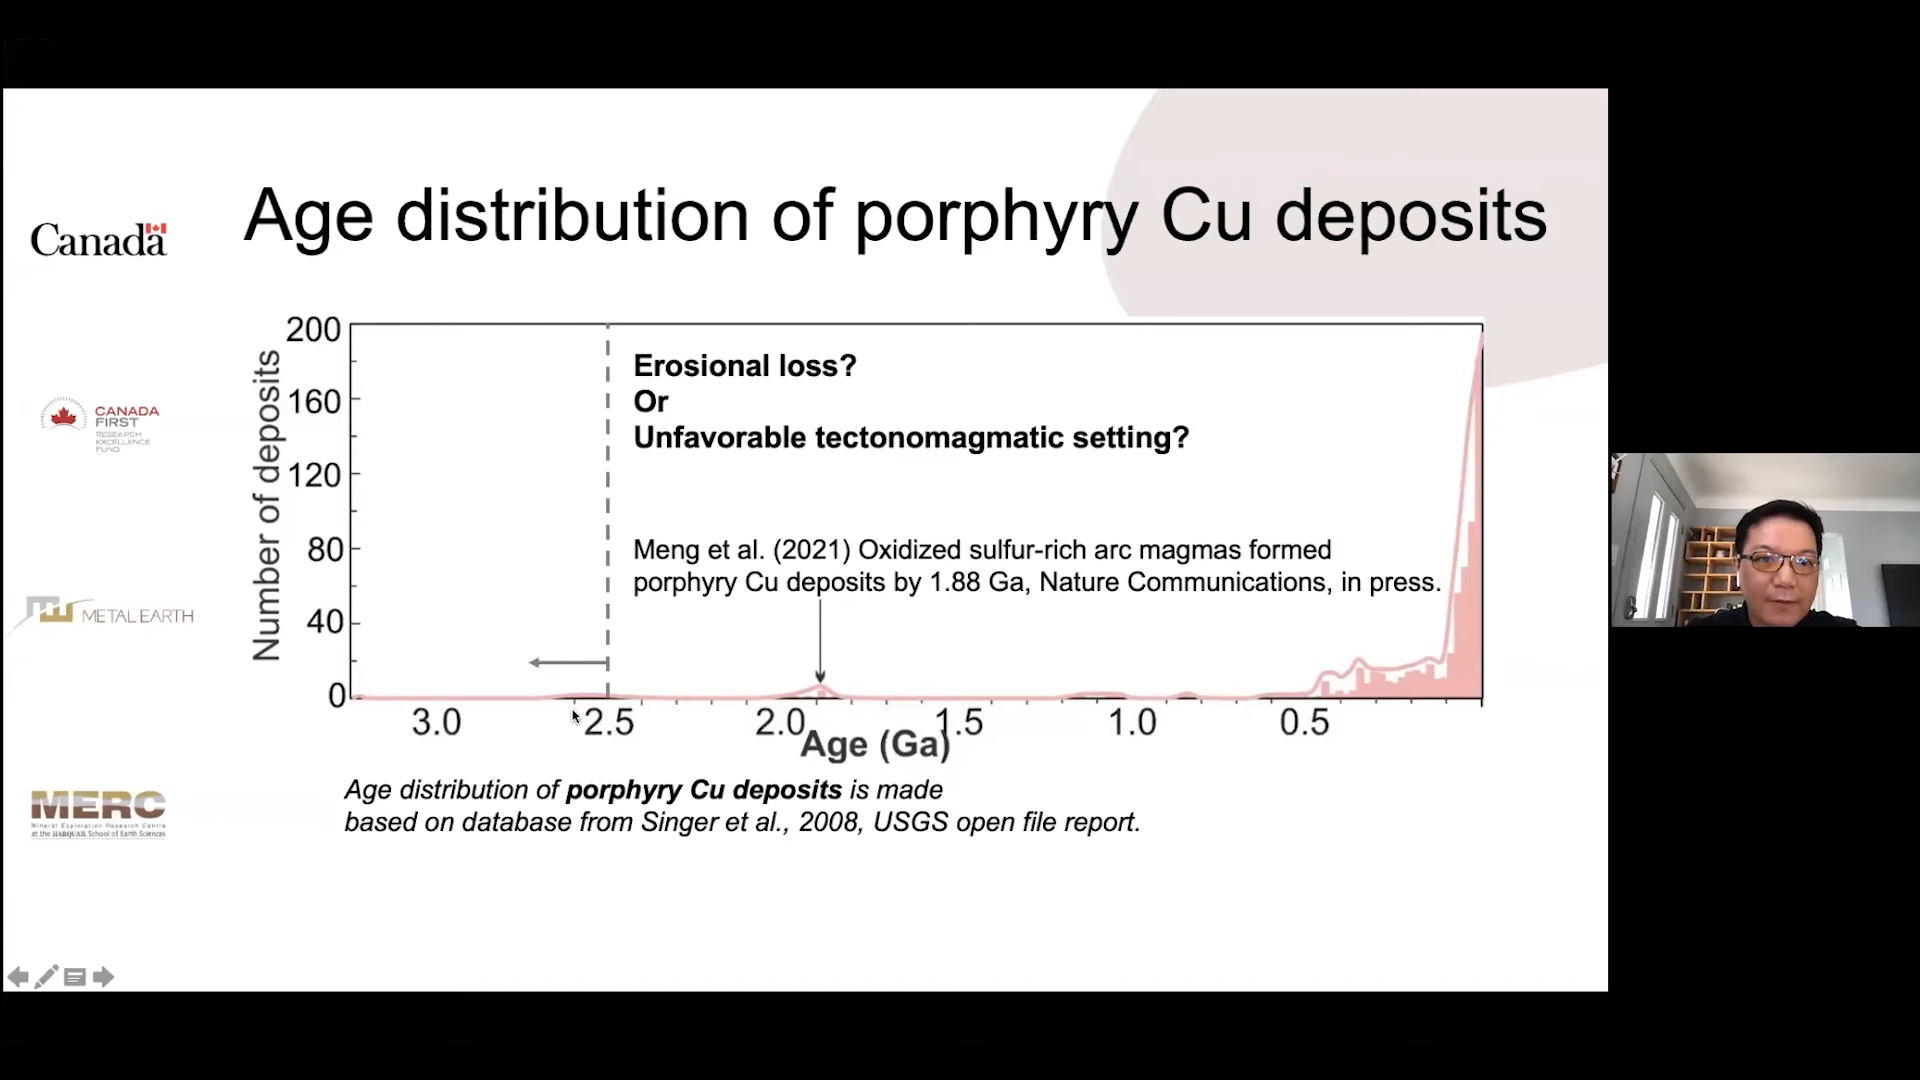 Age distribution of porphyry Cu deposits
Canada
CANADA
FIRST
RESEARCH
EXCELLENCE
FUND
METAL EARTH
MERC
Mineral Exploration Research Centre
at the HARQUAIL School of Earth Sciences
Number of deposits
200
160
120
80
40
0
Erosional loss?
Or
Unfavorable tectonomagmatic setting?
Meng et al. (2021) Oxidized sulfur-rich arc magmas formed
porphyry Cu deposits by 1.88 Ga, Nature Communications, in press.
3.0 2.5 2.0 1.5 1.0 0.5
Age (Ga)
Age distribution of porphyry Cu deposits is made
based on database from Singer et al., 2008, USGS open file report.